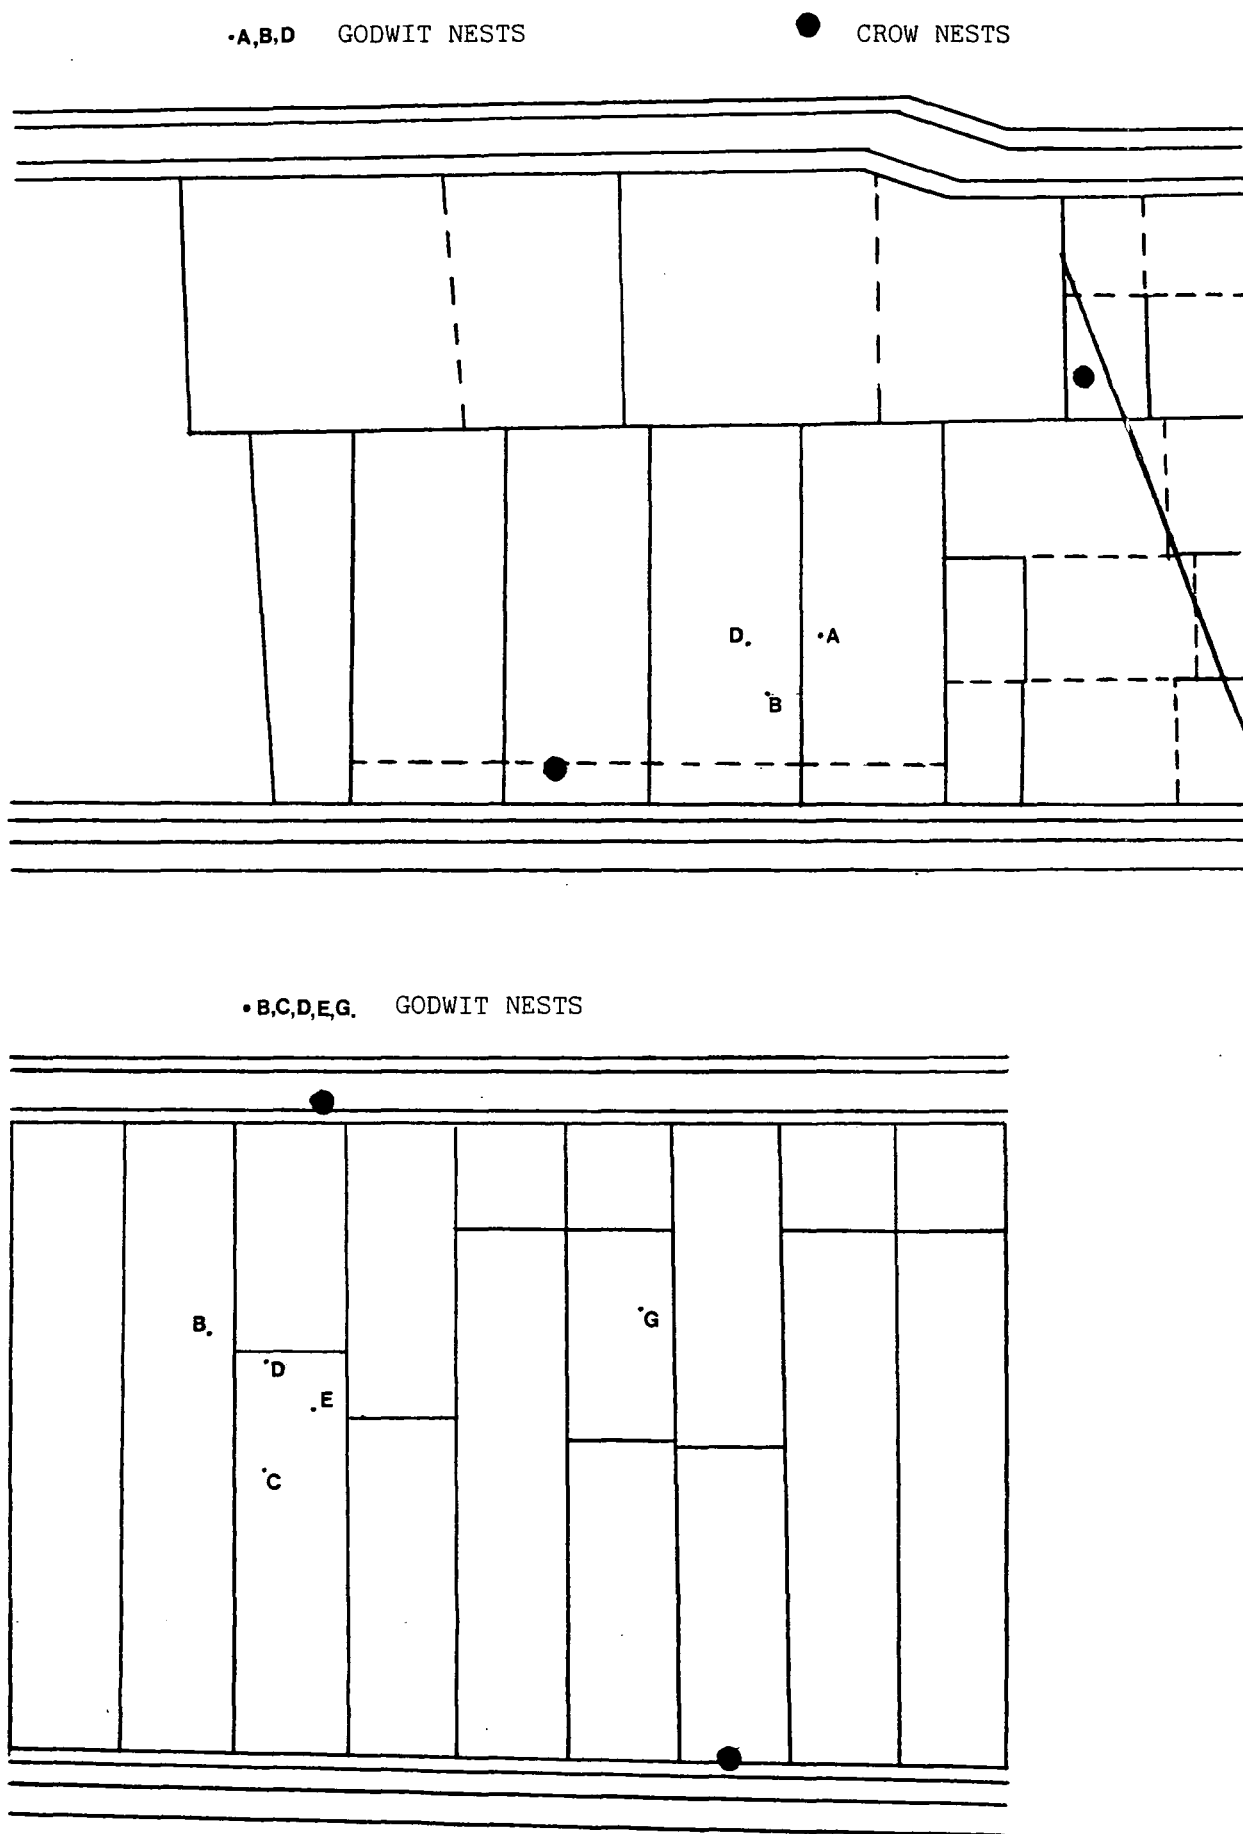 •A,B,D GODWIT NESTS
● CROW NESTS
D. •A
•B
•B,C,D,E,G. GODWIT NESTS
B.
•G
•D
.E
•C